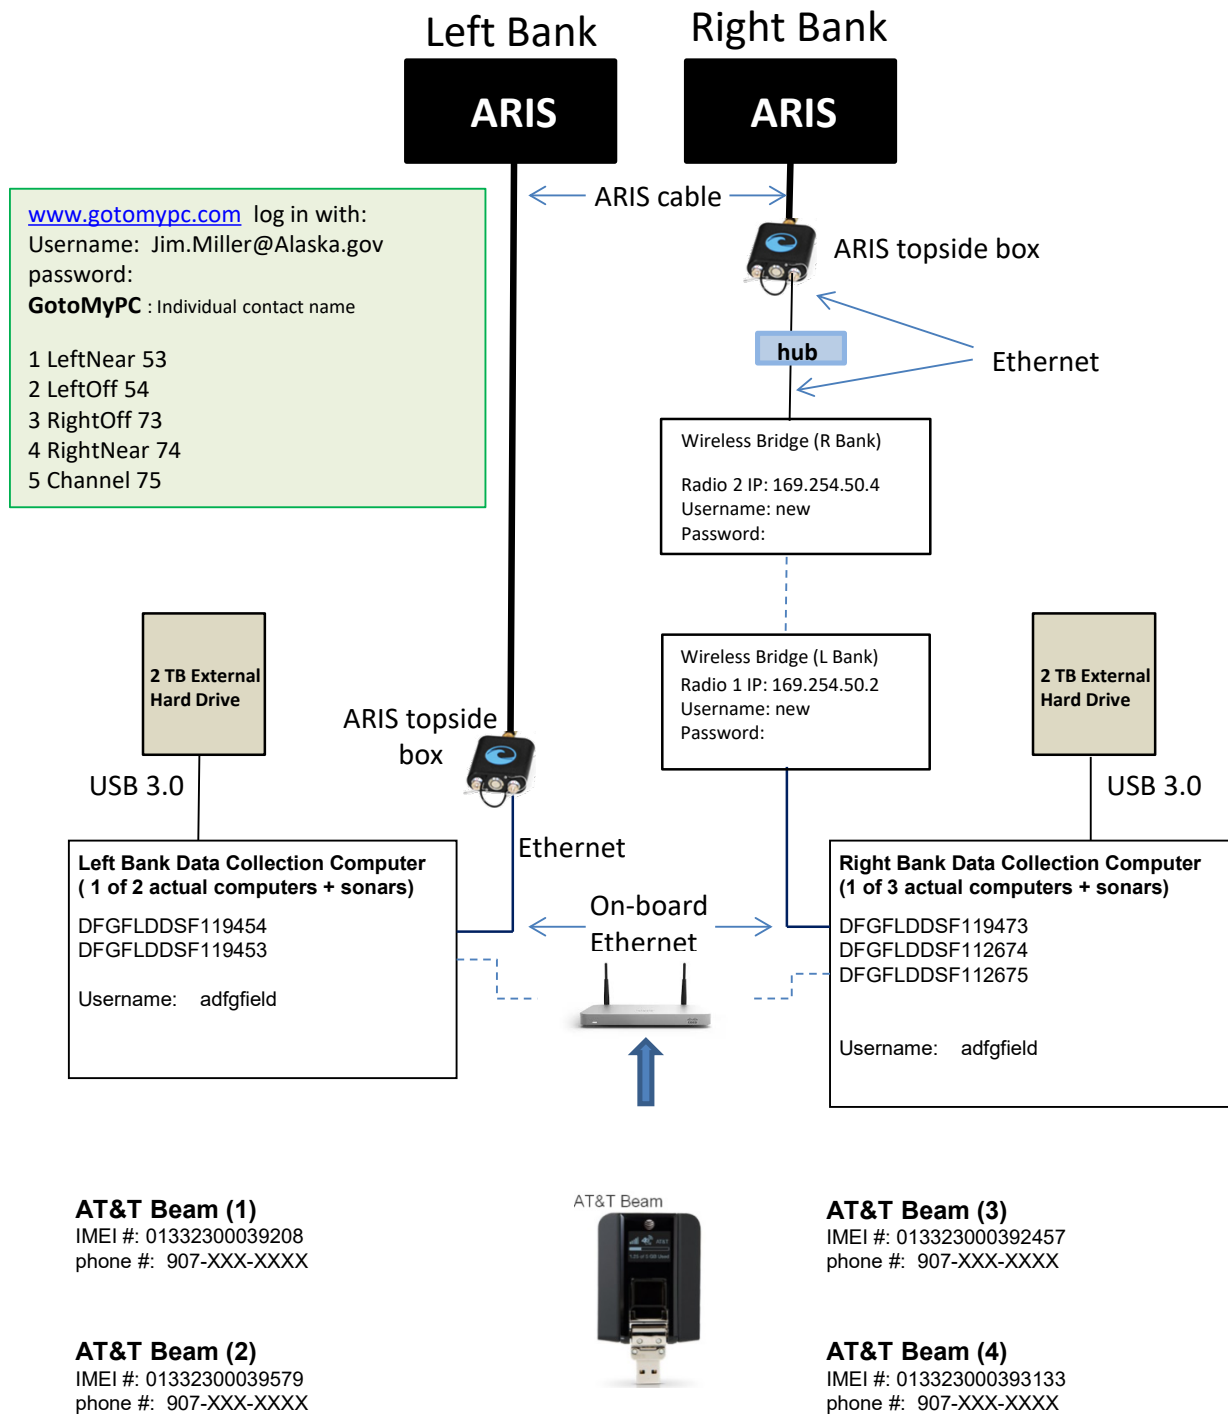 Left Bank
Right Bank
ARIS
ARIS
ARIS cable
www.gotomypc.com log in with:
Username: Jim.Miller@Alaska.gov
password:
GotoMyPC : Individual contact name
1 LeftNear 53
2 LeftOff 54
3 RightOff 73
4 RightNear 74
5 Channel 75
ARIS topside box
hub
Ethernet
Wireless Bridge (R Bank)
Radio 2 IP: 169.254.50.4
Username: new
Password:
Wireless Bridge (L Bank)
Radio 1 IP: 169.254.50.2
Username: new
Password:
2 TB External
Hard Drive
USB 3.0
ARIS topside
box
2 TB External
Hard Drive
USB 3.0
Ethernet
Left Bank Data Collection Computer
( 1 of 2 actual computers + sonars)
DFGFLDDSF119454
DFGFLDDSF119453
Username: adfgfield
On-board
Ethernet
Right Bank Data Collection Computer
(1 of 3 actual computers + sonars)
DFGFLDDSF119473
DFGFLDDSF112674
DFGFLDDSF112675
Username: adfgfield
AT&T Beam (1)
IMEI #: 01332300039208
phone #: 907-XXX-XXXX
AT&T Beam
AT&T Beam (3)
IMEI #: 013323000392457
phone #: 907-XXX-XXXX
AT&T Beam (2)
IMEI #: 01332300039579
phone #: 907-XXX-XXXX
AT&T Beam (4)
IMEI #: 013323000393133
phone #: 907-XXX-XXXX